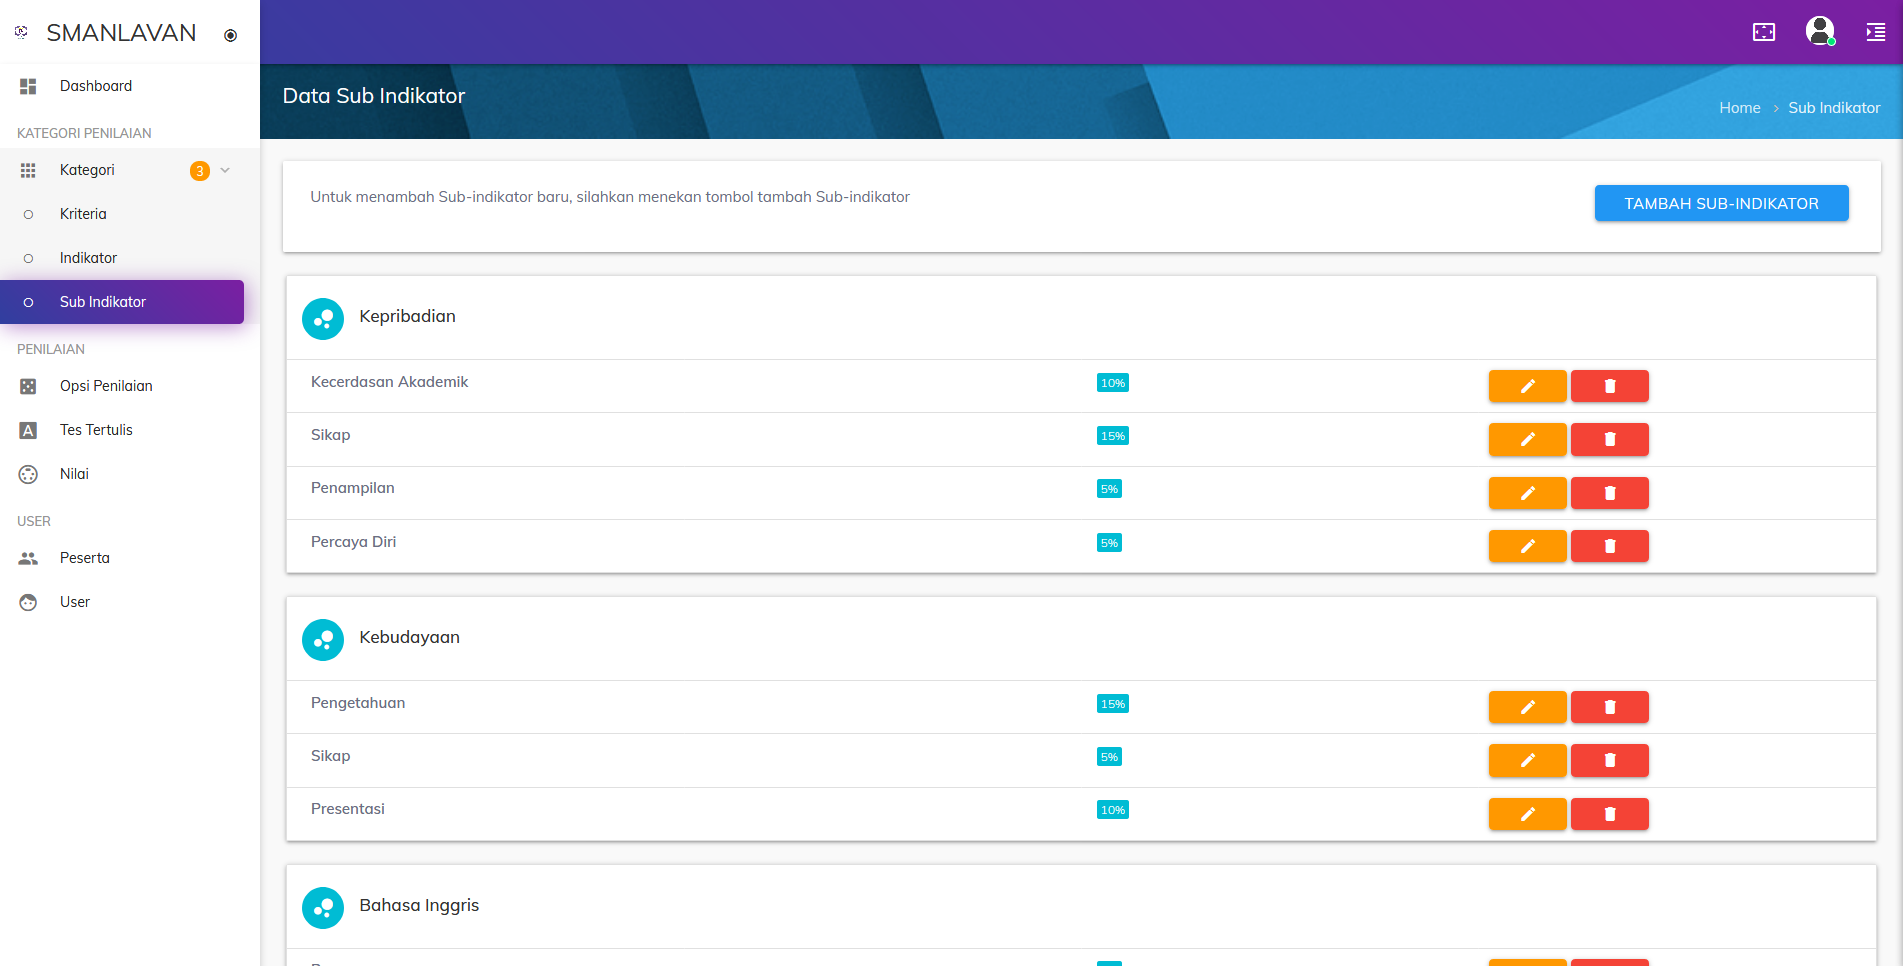 SMANLAVAN
Dashboard
KATEGORI PENILAIAN
Kategori 3
Kriteria
Indikator
Sub Indikator
PENILAIAN
Opsi Penilaian
Tes Tertulis
Nilai
USER
Peserta
User
Data Sub Indikator
Home > Sub Indikator
Untuk menambah Sub-indikator baru, silahkan menekan tombol tambah Sub-indikator
TAMBAH SUB-INDIKATOR
Kepribadian
Kecerdasan Akademik 10%
Sikap 15%
Penampilan 5%
Percaya Diri 5%
Kebudayaan
Pengetahuan 15%
Sikap 5%
Presentasi 10%
Bahasa Inggris